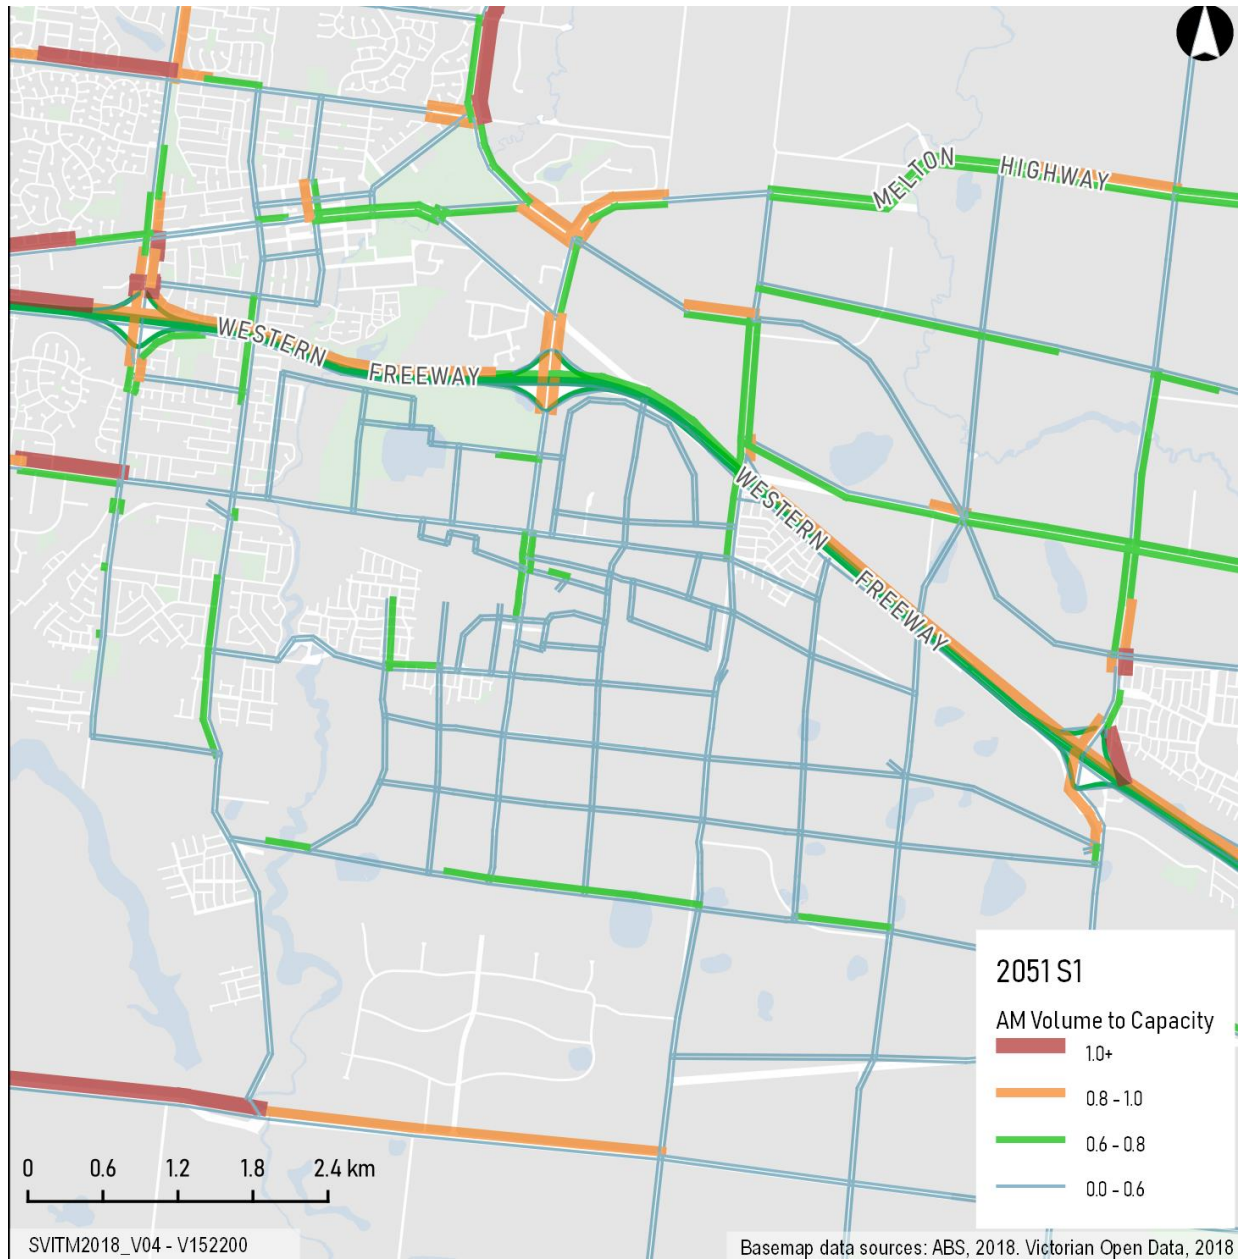 MELTON HIGHWAY
WESTERN FREEWAY
WESTERN FREEWAY
2051 S1
AM Volume to Capacity
1.0+
0.8 - 1.0
0.6 - 0.8
0.0 - 0.6
0 0.6 1.2 1.8 2.4 km
SVITM2018_V04 - V152200
Basemap data sources: ABS, 2018. Victorian Open Data, 2018